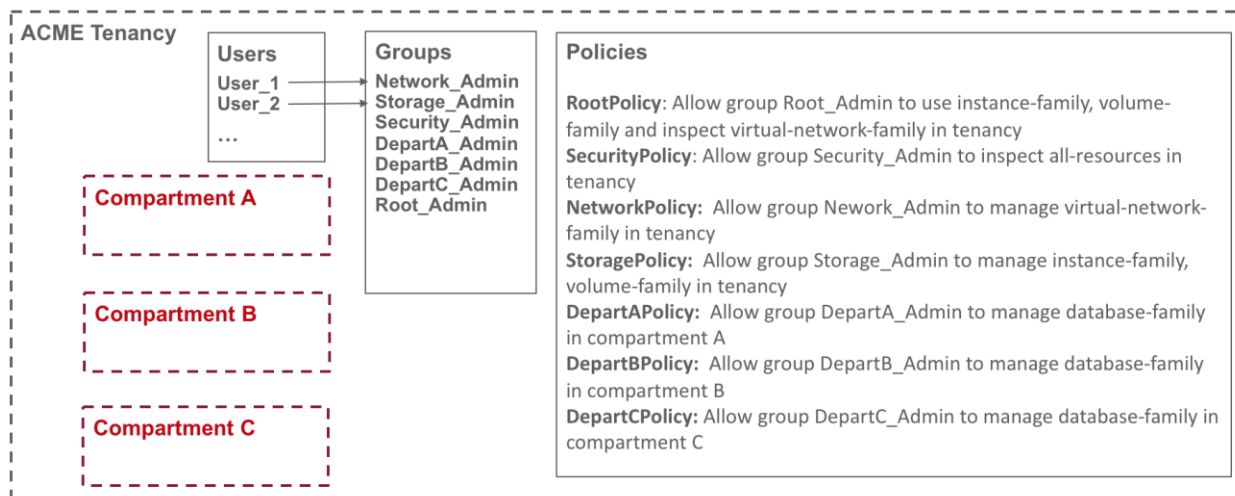 ACME Tenancy
Users
User_1
User_2
...
Groups
Network_Admin
Storage_Admin
Security_Admin
DepartA_Admin
DepartB_Admin
DepartC_Admin
Root_Admin
Policies
RootPolicy: Allow group Root_Admin to use instance-family, volume-
family and inspect virtual-network-family in tenancy
SecurityPolicy: Allow group Security_Admin to inspect all-resources in
tenancy
NetworkPolicy: Allow group Nework_Admin to manage virtual-network-
family in tenancy
StoragePolicy: Allow group Storage_Admin to manage instance-family,
volume-family in tenancy
DepartAPolicy: Allow group DepartA_Admin to manage database-family
in compartment A
DepartBPolicy: Allow group DepartB_Admin to manage database-family
in compartment B
DepartCPolicy: Allow group DepartC_Admin to manage database-family in
compartment C
Compartment A
Compartment B
Compartment C